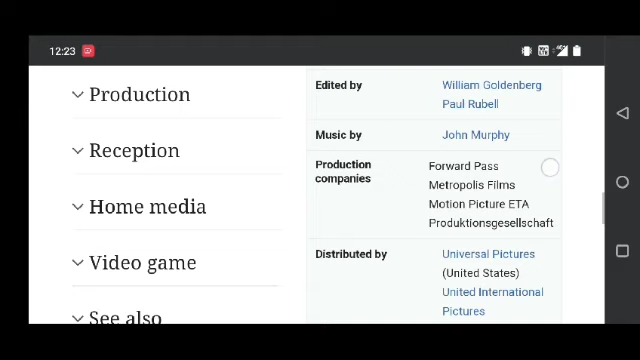 12:23
Production
Reception
Home media
Video game
See also
Edited by
William Goldenberg
Paul Rubell
Music by
John Murphy
Production
companies
Forward Pass
Metropolis Films
Motion Picture ETA
Produktionsgesellschaft
Distributed by
Universal Pictures
(United States)
United International
Pictures